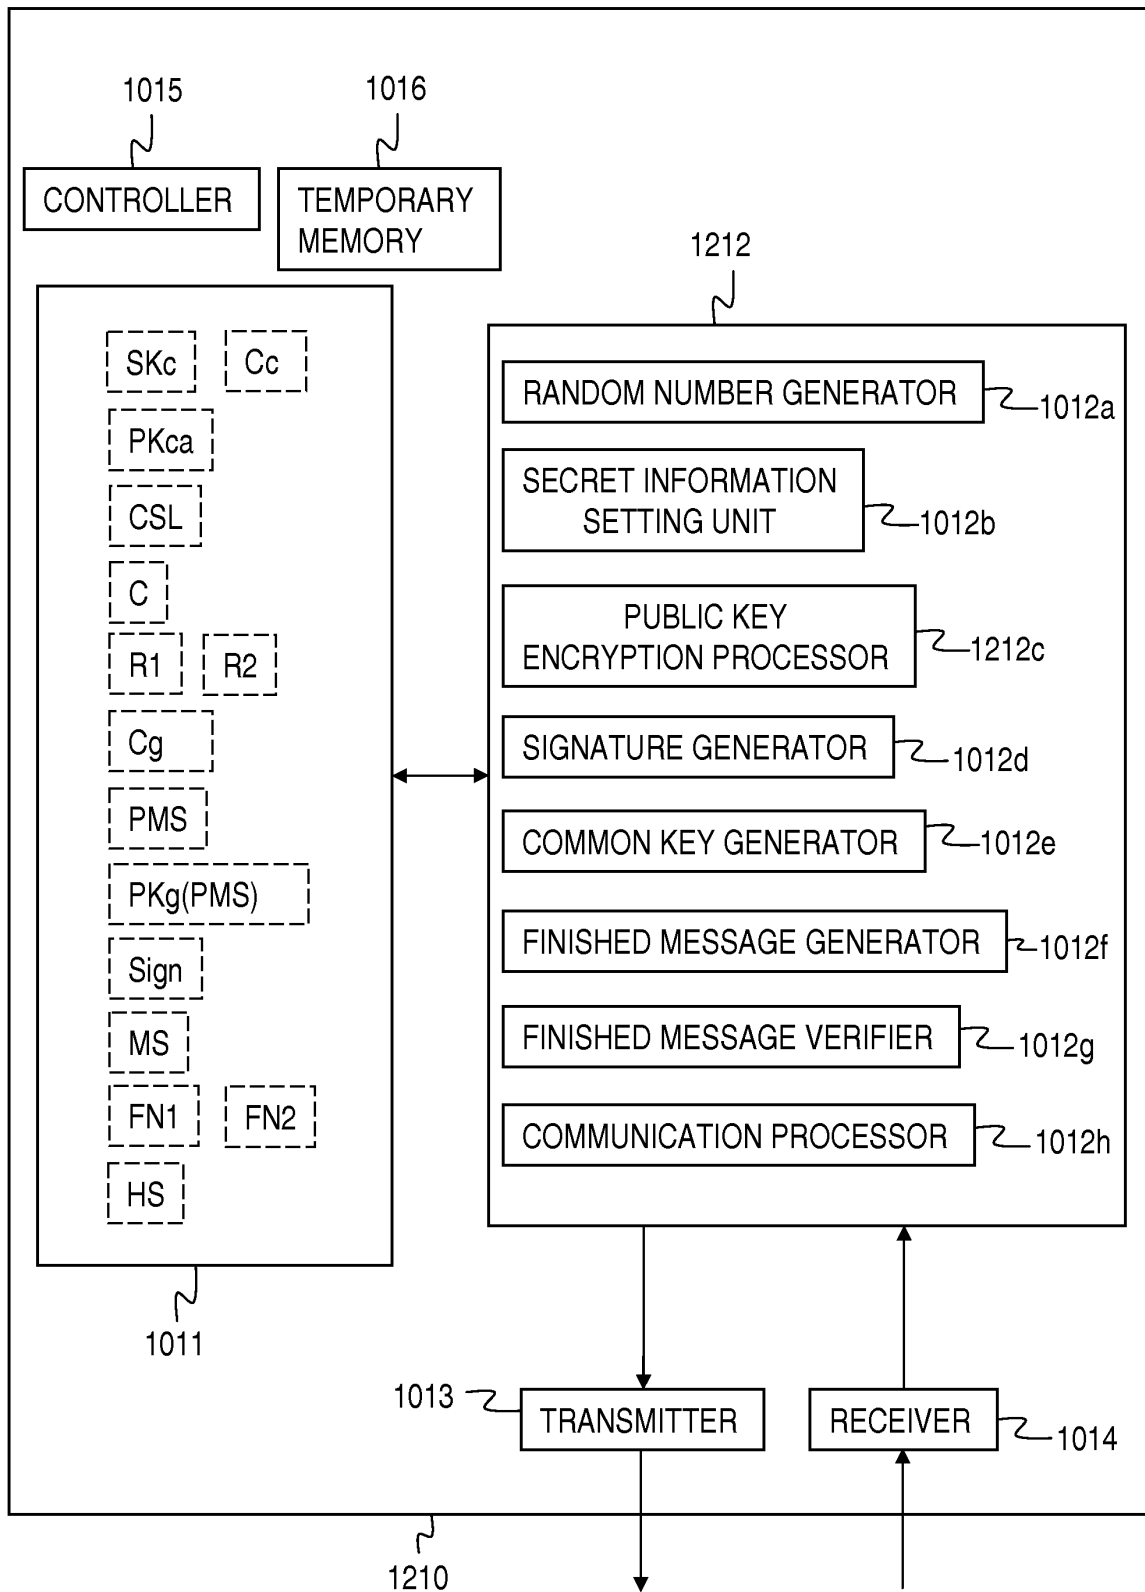 1015
1016
CONTROLLER
TEMPORARY
MEMORY
1212
SKc
Cc
PKca
CSL
C
R1
R2
Cg
PMS
PKg(PMS)
Sign
MS
FN1
FN2
HS
1011
RANDOM NUMBER GENERATOR
1012a
SECRET INFORMATION
SETTING UNIT
1012b
PUBLIC KEY
ENCRYPTION PROCESSOR
1212c
SIGNATURE GENERATOR
1012d
COMMON KEY GENERATOR
1012e
FINISHED MESSAGE GENERATOR
1012f
FINISHED MESSAGE VERIFIER
1012g
COMMUNICATION PROCESSOR
1012h
1013
TRANSMITTER
RECEIVER
1014
1210